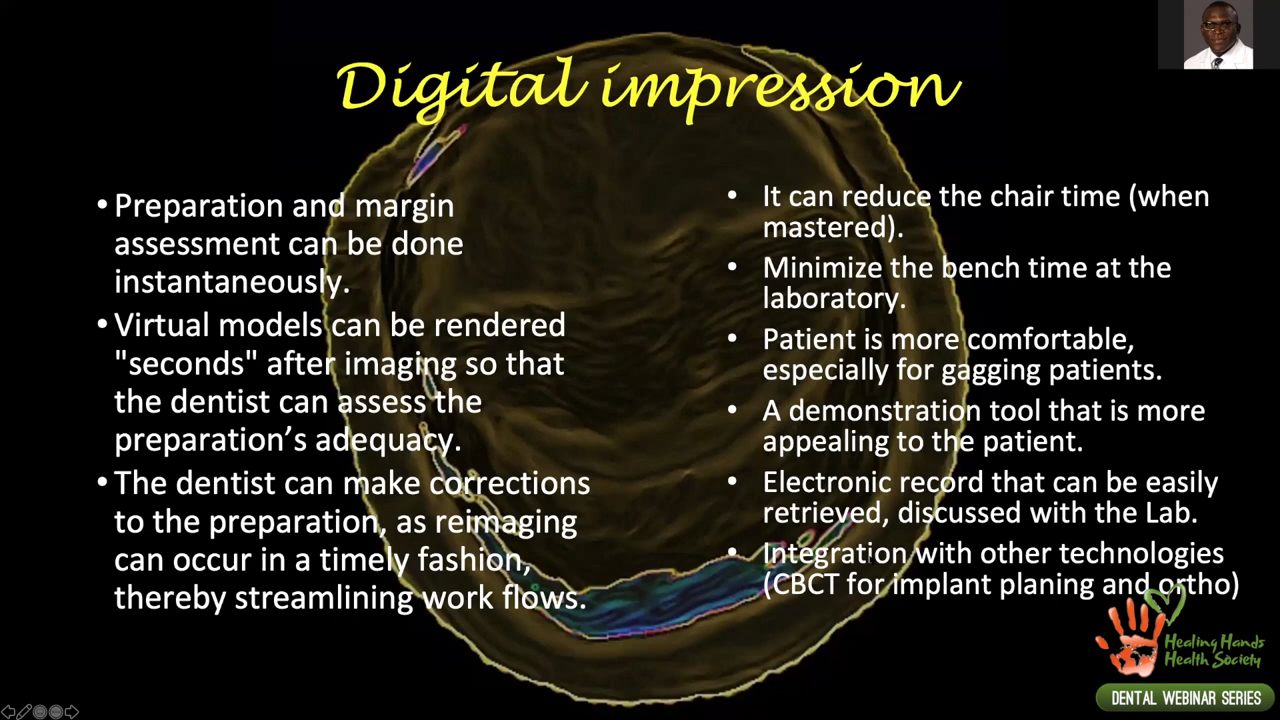 Digital impression
• Preparation and margin
assessment can be done
instantaneously.
• Virtual models can be rendered
"seconds" after imaging so that
the dentist can assess the
preparation’s adequacy.
• The dentist can make corrections
to the preparation, as reimaging
can occur in a timely fashion,
thereby streamlining work flows.
• It can reduce the chair time (when
mastered).
• Minimize the bench time at the
laboratory.
• Patient is more comfortable,
especially for gagging patients.
• A demonstration tool that is more
appealing to the patient.
• Electronic record that can be easily
retrieved, discussed with the Lab.
• Integration with other technologies
(CBCT for implant planing and ortho)
Healing Hands
Health Society
DENTAL WEBINAR SERIES